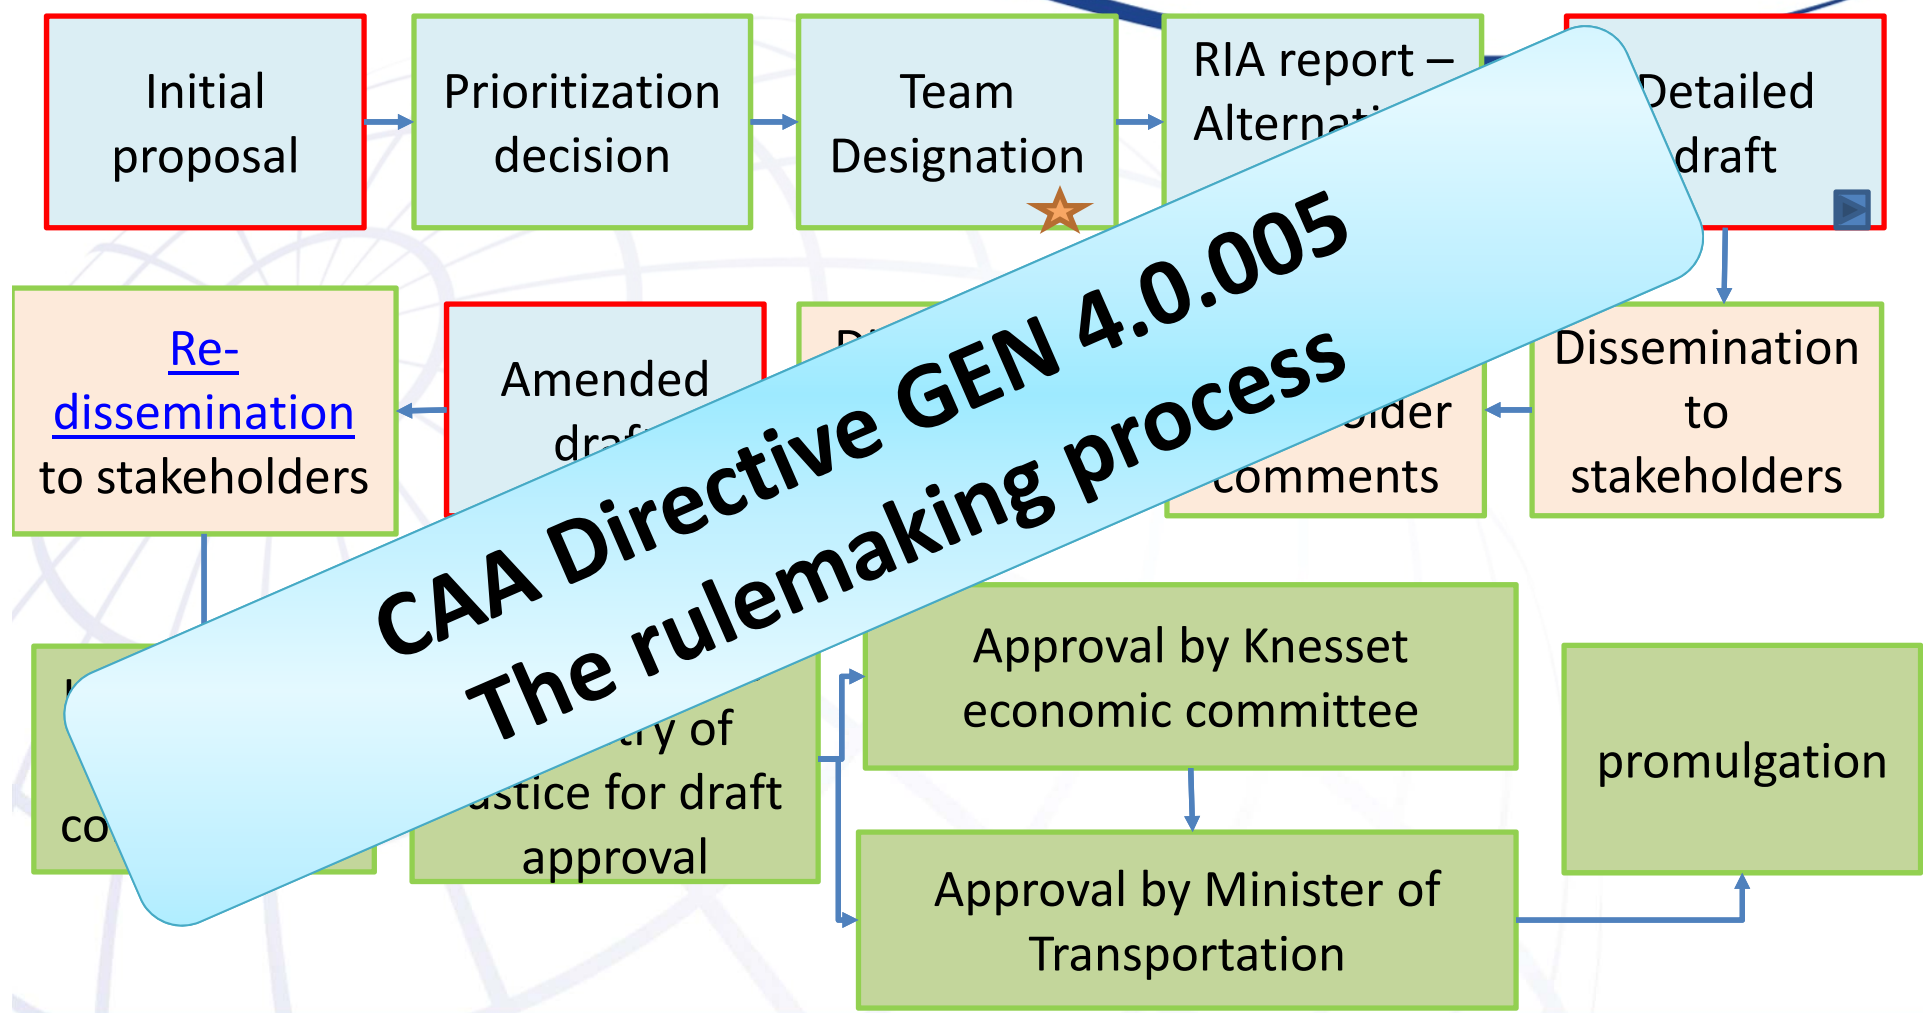 Initial
proposal
Prioritization
decision
Team
Designation
RIA report –
Detailed
draft
Re-
dissemination
to stakeholders
Amended
comments
Dissemination
to
stakeholders
CAA Directive GEN 4.0.005
The rulemaking process
of
for draft
approval
Approval by Knesset
economic committee
Approval by Minister of
Transportation
promulgation